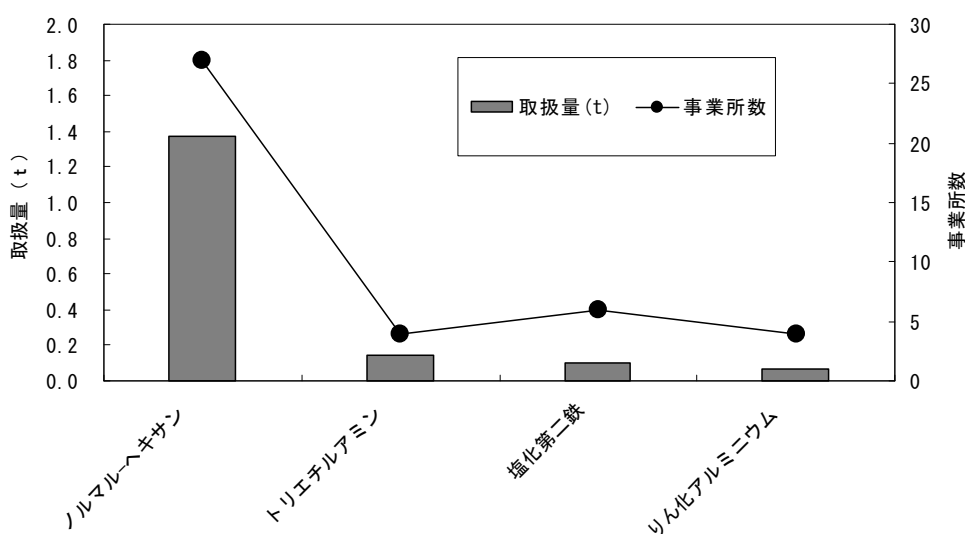 2.0
1.8
1.6
1.4
1.2
1.0
0.8
0.6
0.4
0.2
0.0
取扱量（t）
取扱量(t)
事業所数
30
25
20
15
10
5
0
事業所数
ノルマル-ヘキサン
トリエチルアミン
塩化第二鉄
りん化アルミニウム